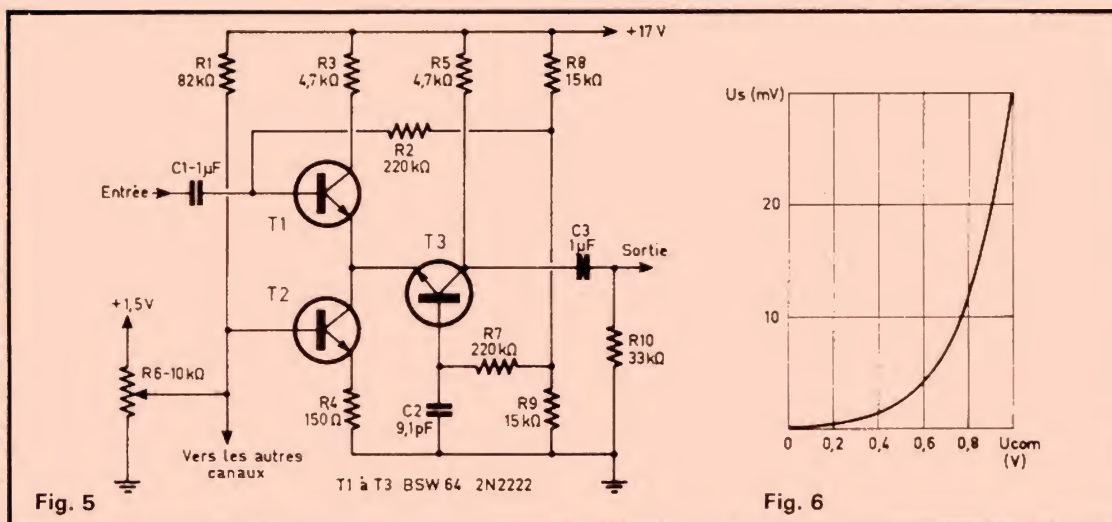 +17 V
R1
82kΩ
R3
4,7kΩ
R5
4,7kΩ
R8
15kΩ
R2
220kΩ
C1-1µF
Entrée
T1
T3
C3
1µF
Sortie
T2
+1,5V
R7
220kΩ
R10
33kΩ
R6-10kΩ
R4
150Ω
C2
9,1pF
R9
15kΩ
Vers les autres
canaux
T1 à T3 BSW 64 2N2222
Fig. 5
Us (mV)
20
10
0 0,2 0,4 0,6 0,8 Ucom
(V)
Fig. 6